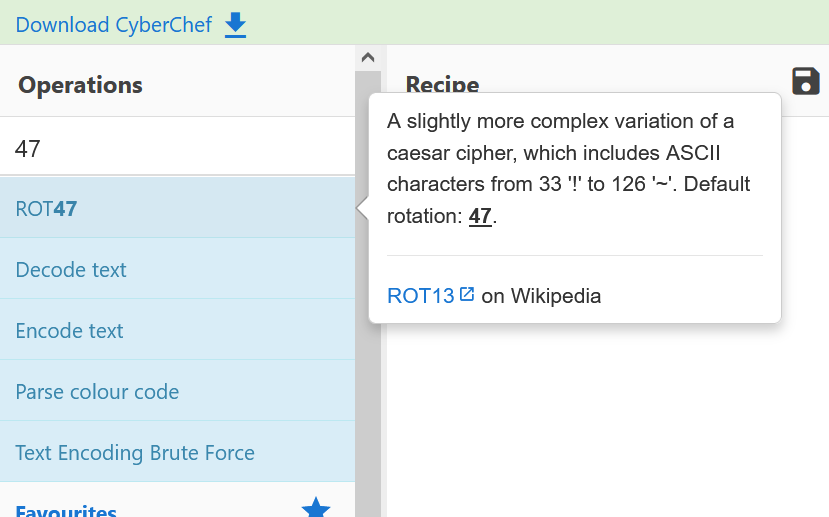 Download CyberChef
Operations
Recipe
47
A slightly more complex variation of a
caesar cipher, which includes ASCII
characters from 33 '!' to 126 '~'. Default
rotation: 47.
ROT13 on Wikipedia
ROT47
Decode text
Encode text
Parse colour code
Text Encoding Brute Force
Favourites